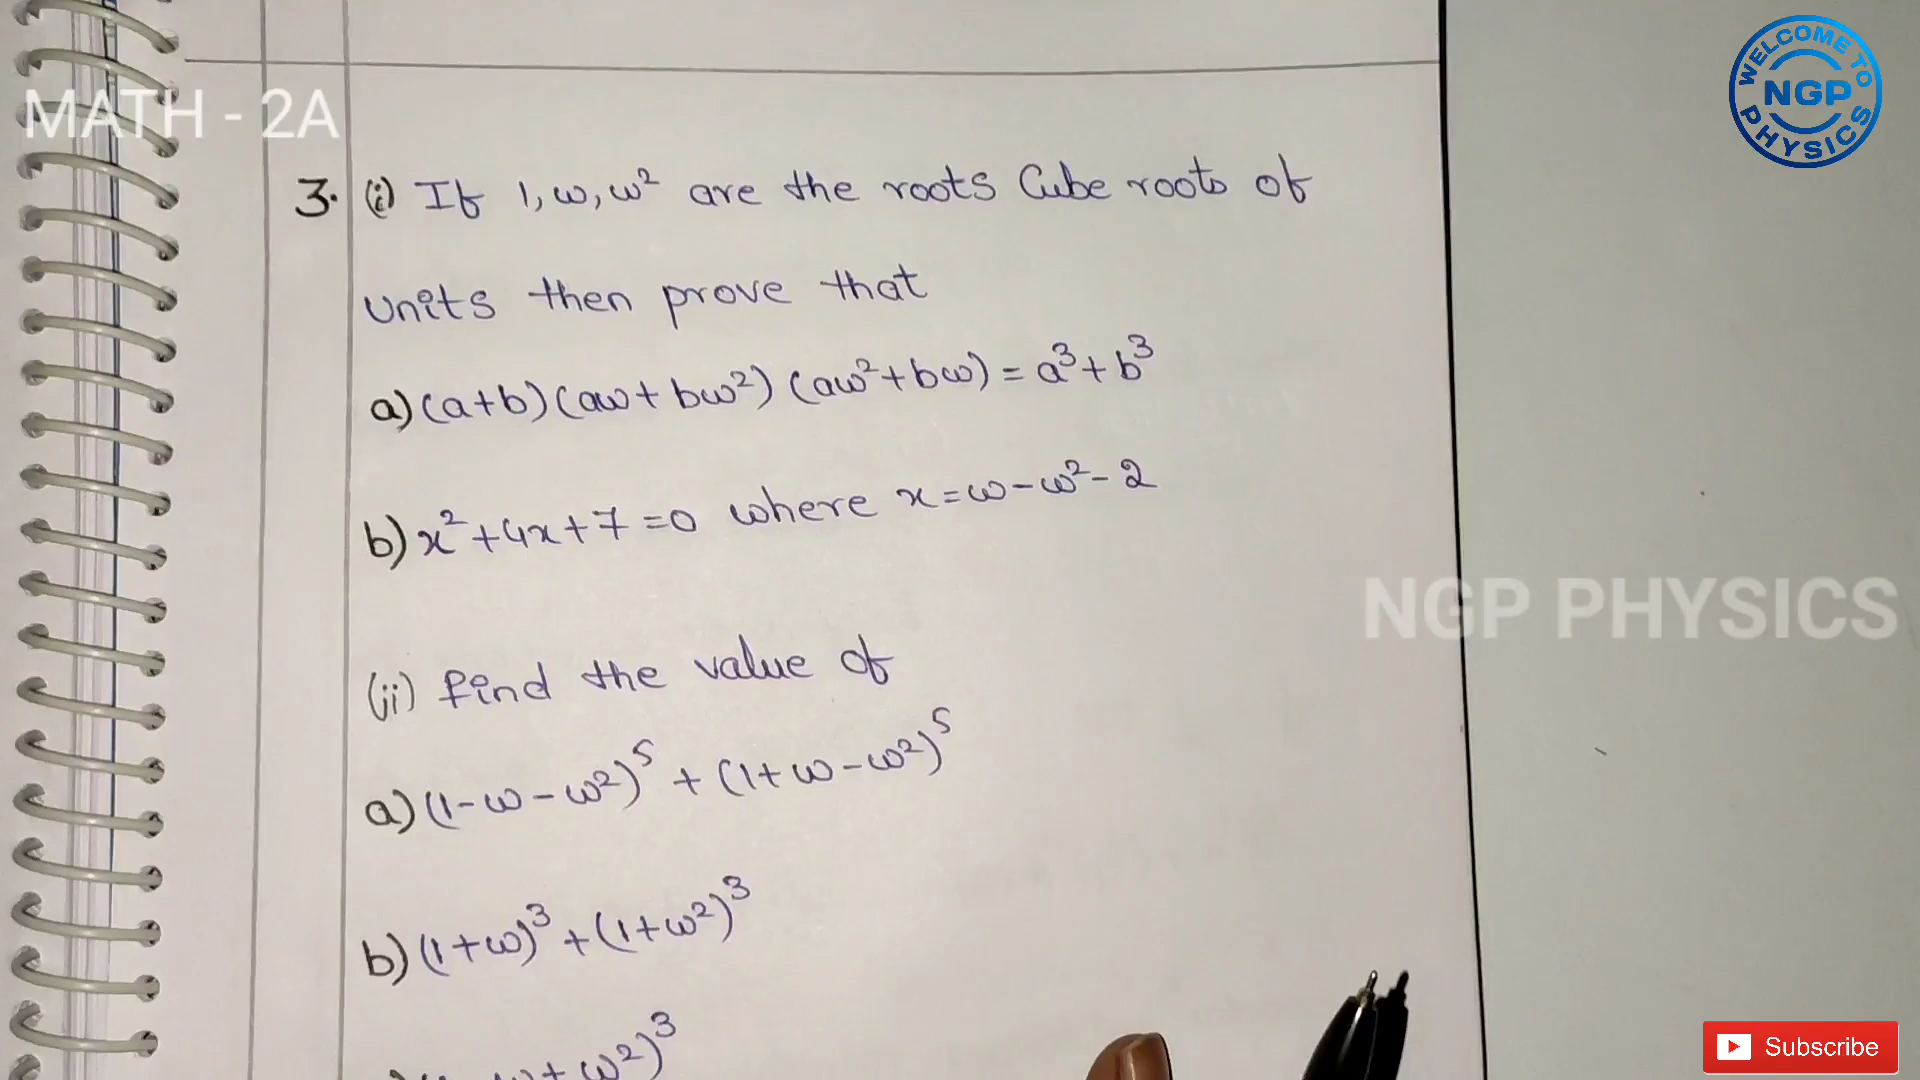 WELCOME TO
NGP
PHYSICS
MATH - 2A
3. (i) If 1, ω, ω² are the roots Cube roots of
units then prove that
a) (a+b) (aω + bω²) (aω² + bω) = a³ + b³
b) x² + 4x + 7 = 0 where x = ω - ω² - 2
NGP PHYSICS
(ii) find the value of
a) (1 - ω - ω²)⁵ + (1 + ω - ω²)⁵
b) (1 + ω)³ + (1 + ω²)³
ω + ω²)³
Subscribe